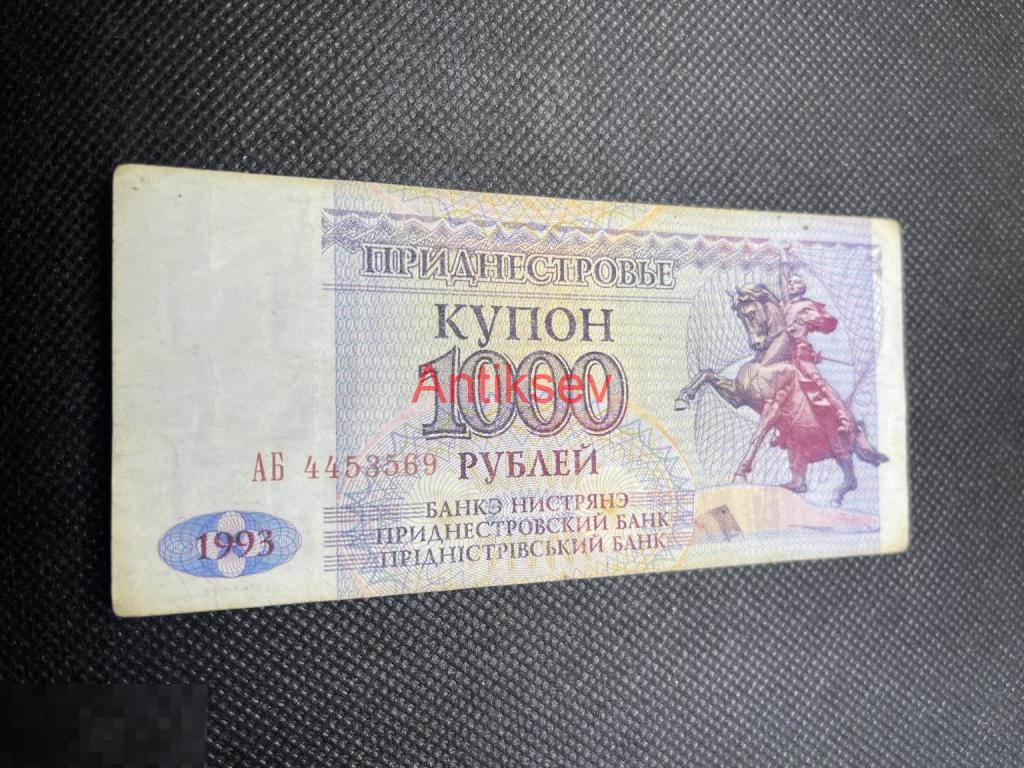 ПРИДНЕСТРОВЬЕ
КУПОН
1000
Antiksev
АБ 4453569
РУБЛЕЙ
БАНКЭ НИСТРЯНЭ
ПРИДНЕСТРОВСКИЙ БАНК
ПРІДНІСТРІВСЬКИЙ БАНК
1993